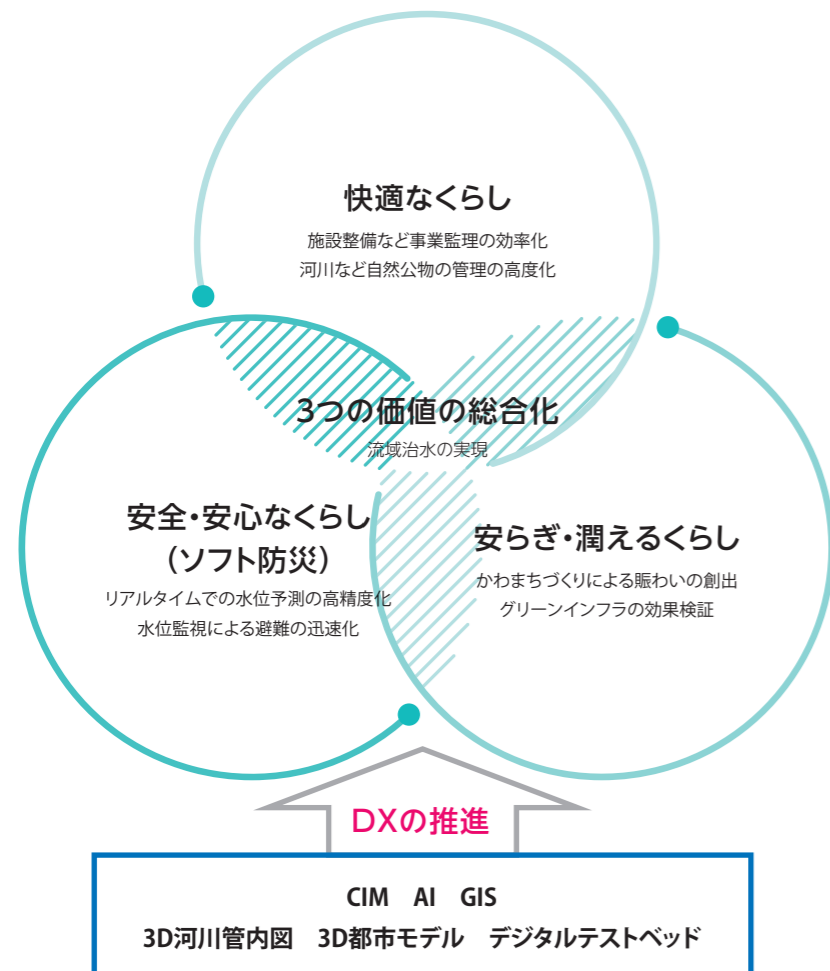 快適なくらし
施設整備など事業監理の効率化
河川など自然公物の管理の高度化
3つの価値の総合化
流域治水の実現
安全・安心なくらし
（ソフト防災）
リアルタイムでの水位予測の高精度化
水位監視による避難の迅速化
安らぎ・潤えるくらし
かわまちづくりによる賑わいの創出
グリーンインフラの効果検証
DXの推進
CIM AI GIS
3D河川管内図 3D都市モデル デジタルテストベッド